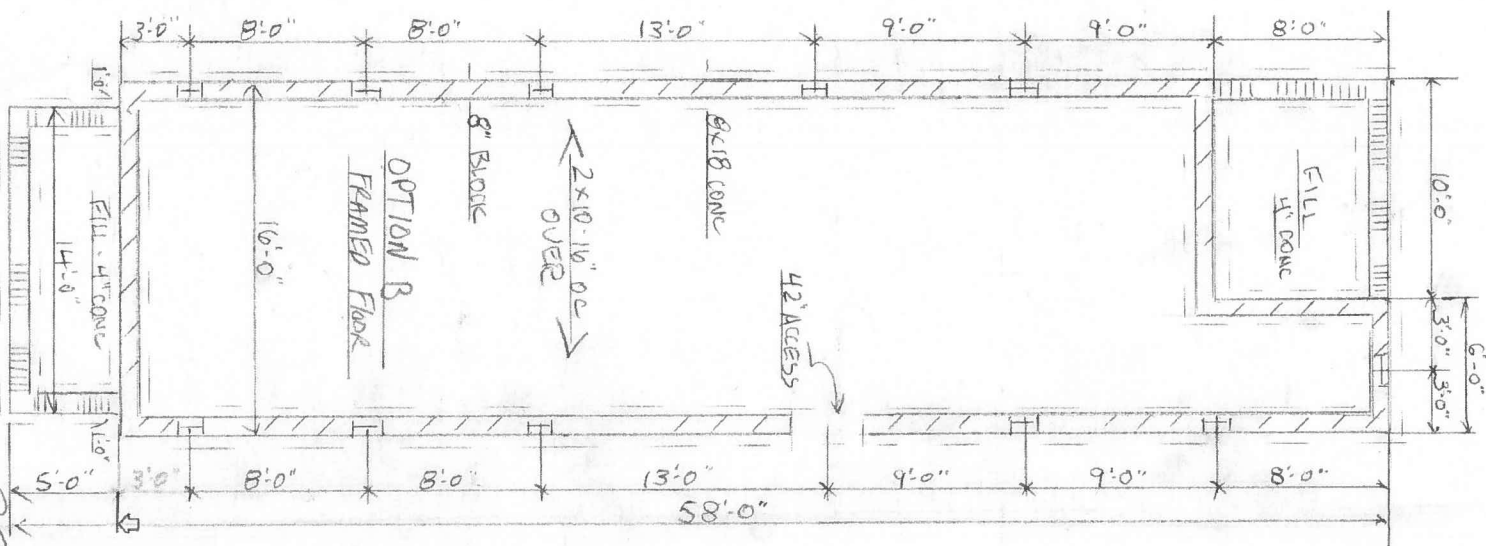 3'-0"
8'-0"
8'-0"
13'-0"
9'-0"
9'-0"
8'-0"
1'-0"
14'-0"
FILL - 4" CONC
16'-0"
OPTION B
FRAMED FLOOR
8" BLOCK
2x10-16" OC
OVER
8x18 CONC
42" ACCESS
FILL
4" CONC
10'-0"
3'-0"
3'-0"
6'-0"
1'-0"
5'-0"
3'-0"
8'-0"
8'-0"
13'-0"
9'-0"
9'-0"
8'-0"
58'-0"